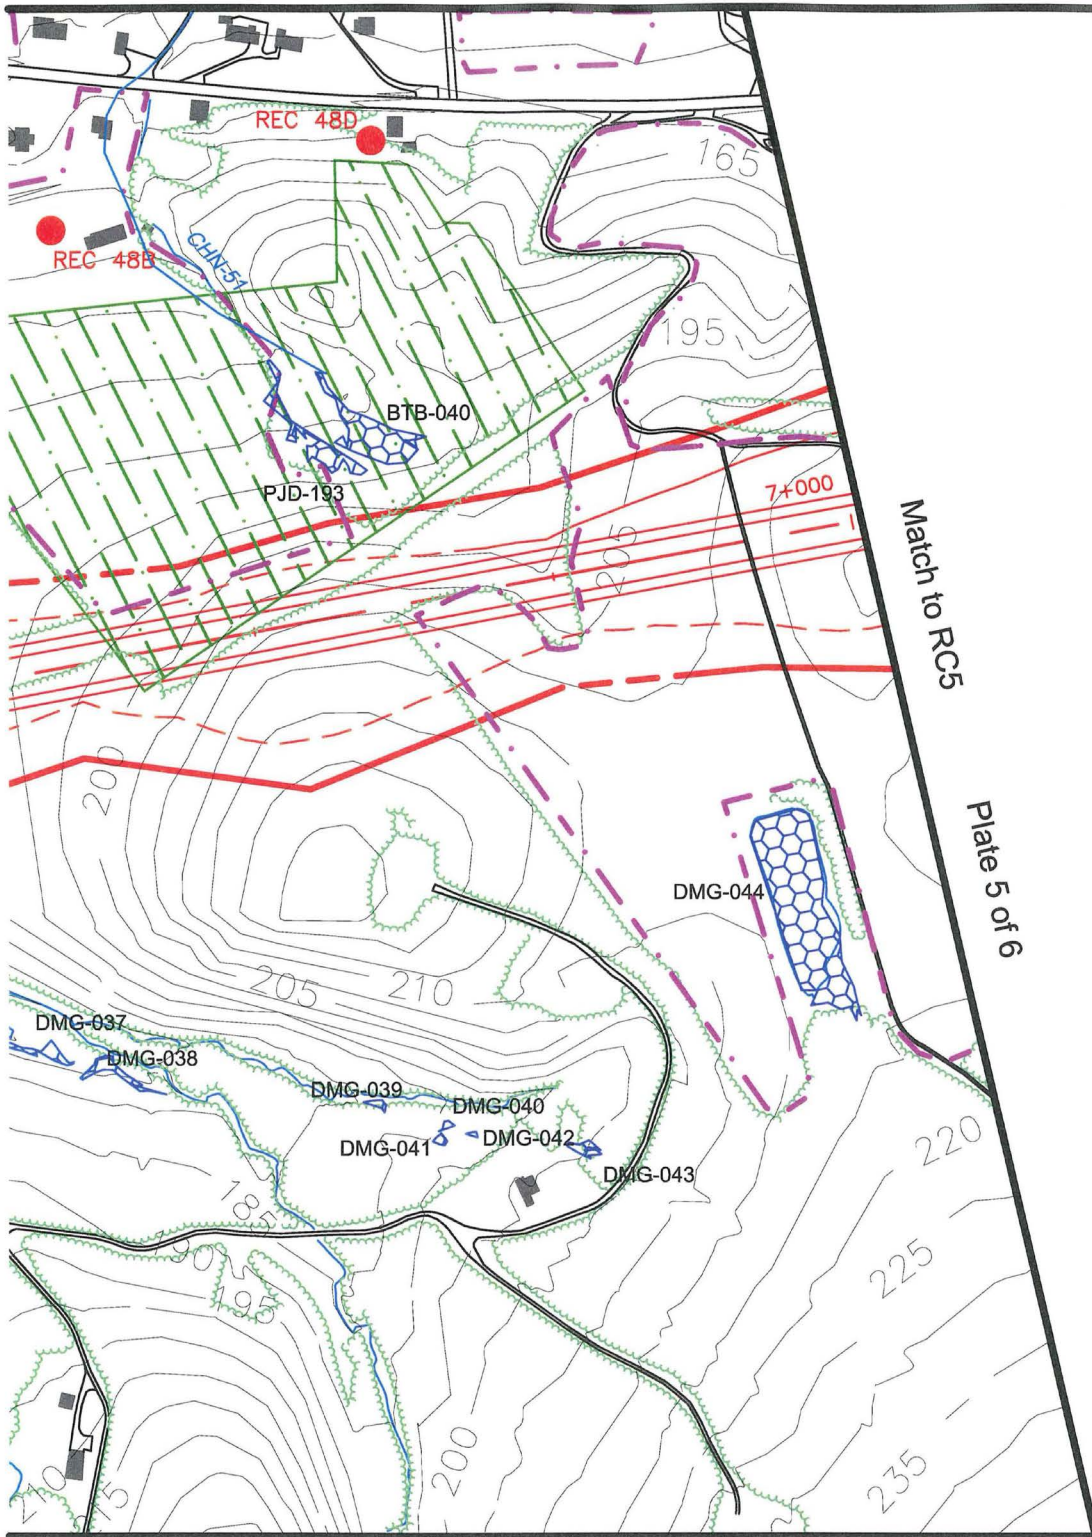 REC 48D
165
REC 48B
CHN-51
195
BTB-040
PJD-193
7+000
205
Match to RC5
200
Plate 5 of 6
DMG-044
205
210
DMG-037
DMG-038
DMG-039
DMG-040
DMG-041
DMG-042
DMG-043
220
185
190
195
225
200
235
210